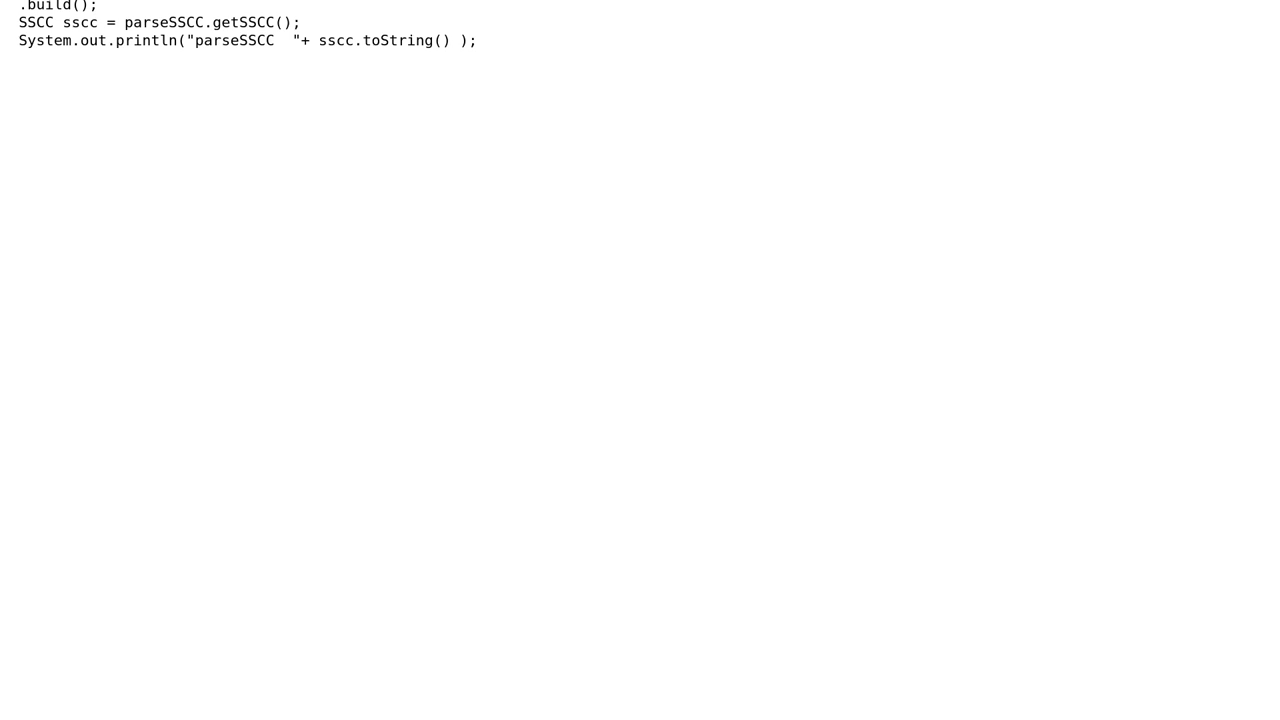 .build();
SSCC sscc = parseSSCC.getSSCC();
System.out.println("parseSSCC  "+ sscc.toString() );